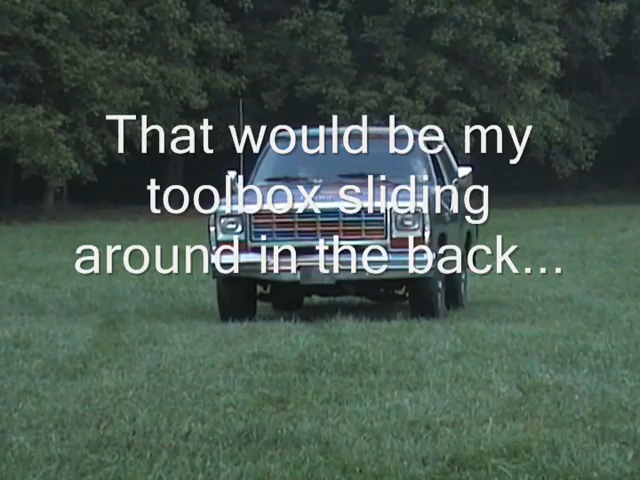 That would be my
toolbox sliding
around in the back...